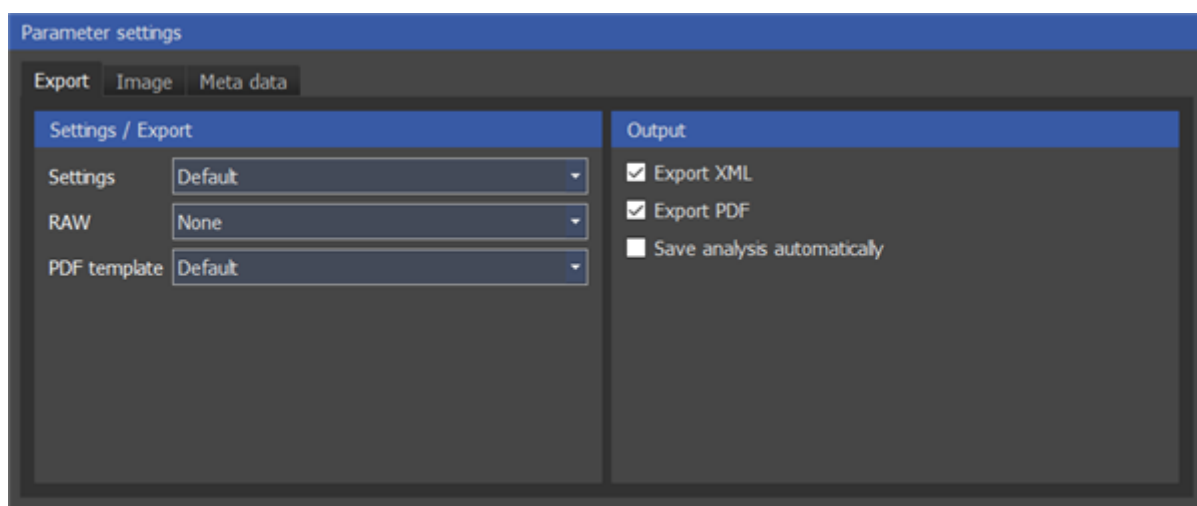 Parameter settings
Export Image Meta data
Settings / Export
Settings Default
RAW None
PDF template Default
Output
Export XML
Export PDF
Save analysis automatically